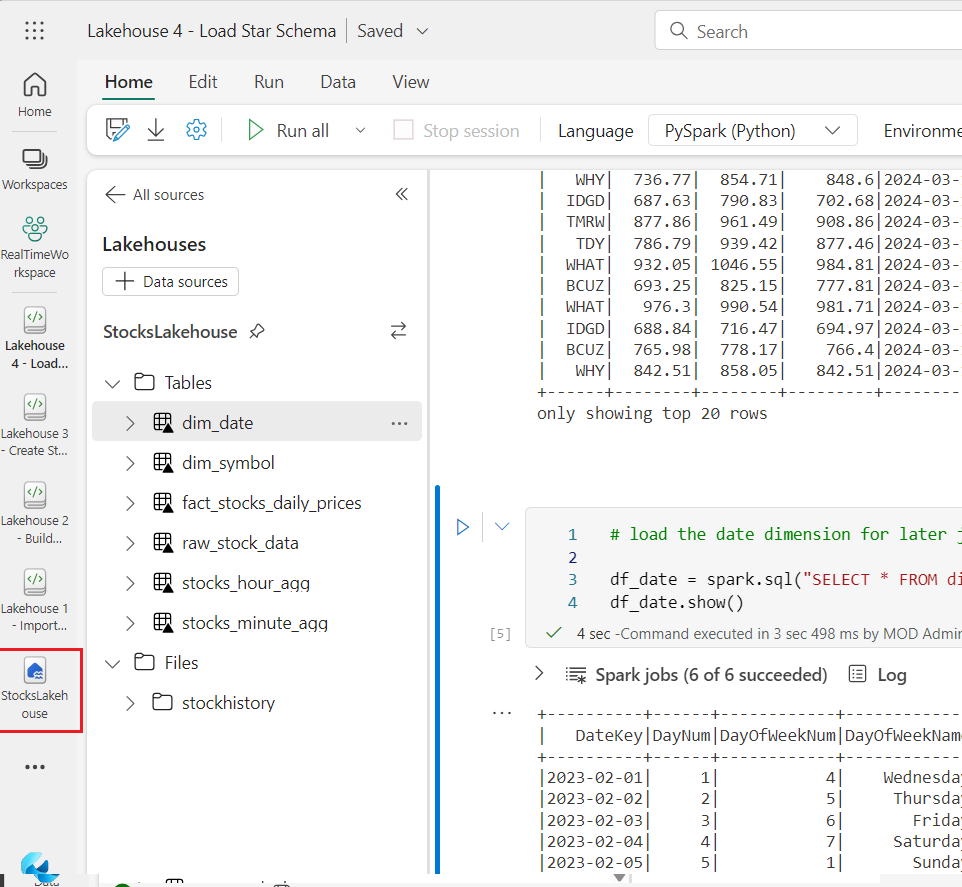 Lakehouse 4 - Load Star Schema
Saved
Search
Home
Edit
Run
Data
View
Run all
Stop session
Language
PySpark (Python)
Environme
Home
Workspaces
RealTimeWo
rkspace
Lakehouse
4 - Load...
Lakehouse 3
- Create St...
Lakehouse 2
- Build...
Lakehouse 1
- Import...
StocksLakeh
ouse
All sources
Lakehouses
Data sources
StocksLakehouse
Tables
dim_date
dim_symbol
fact_stocks_daily_prices
raw_stock_data
stocks_hour_agg
stocks_minute_agg
Files
stockhistory
| WHY| 736.77| 854.71| 848.6|2024-03-
| IDGD| 687.63| 790.83| 702.68|2024-03-
| TMRW| 877.86| 961.49| 908.86|2024-03-
| TDY| 786.79| 939.42| 877.46|2024-03-
| WHAT| 932.05| 1046.55| 984.81|2024-03-
| BCUZ| 693.25| 825.15| 777.81|2024-03-
| WHAT| 976.3| 990.54| 981.71|2024-03-
| IDGD| 688.84| 716.47| 694.97|2024-03-
| BCUZ| 765.98| 778.17| 766.4|2024-03-
| WHY| 842.51| 858.05| 842.51|2024-03-
+------+--------+--------+---------+-------
only showing top 20 rows
1 # load the date dimension for later j
2
3 df_date = spark.sql("SELECT * FROM di
4 df_date.show()
[5]
4 sec -Command executed in 3 sec 498 ms by MOD Admin
Spark jobs (6 of 6 succeeded)
Log
+----------+------+------------+-----------
| DateKey|DayNum|DayOfWeekNum|DayOfWeekName
+----------+------+------------+-----------
|2023-02-01| 1| 4| Wednesday
|2023-02-02| 2| 5| Thursday
|2023-02-03| 3| 6| Friday
|2023-02-04| 4| 7| Saturday
|2023-02-05| 5| 1| Sunday
Data